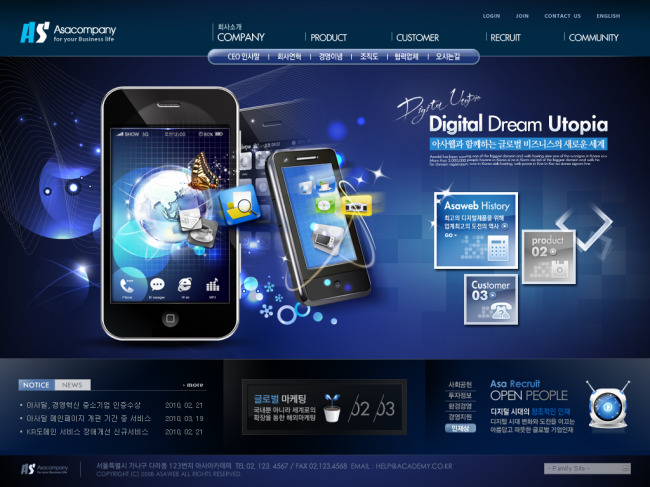 LOGIN JOIN CONTACT US ENGLISH
AS Asacompany
for your Business life
회사소개
COMPANY PRODUCT CUSTOMER RECRUIT COMMUNITY
CEO 인사말 회사연혁 경영이념 조직도 협력업체 오시는길
SHOW 3G 80%
Digital Utopia
Digital Dream Utopia
아사웹과 함께하는 글로벌 비즈니스의 새로운 세계
Asaweb History
최고의 디지털제품을 위해
업계최고의 도전의 역사
GO
product
02
Customer
03
NOTICE NEWS more
아사달, 경영혁신 중소기업 인증수상 2010, 02, 21
아사달 메인페이지 개편 기간 중 서비스 2010, 03, 19
KR도메인 서비스 장애개선 신규서비스 2010, 02, 21
글로벌 마케팅
국내뿐 아니라 세계로의
확장을 통한 해외마케팅
02 03
사회공헌
투자정보
환경경영
경영지원
인재상
Asa Recruit
OPEN PEOPLE
디지털 시대의 창조적인 인재
디지털 시대 변화와 도전을 이끄는
아름답고 따뜻한 글로벌 기업인재
AS Asacompany
For your Business life
서울특별시 가나구 다라동 123번지 아사아카데미 TEL 02. 123. 4567 / FAX 02.123.4568 EMAIL : HELP@ACADEMY.CO.KR
COPYRIGHT (C) 2008 ASAWEB ALL RIGHTS RESERVED.
- Family Site -